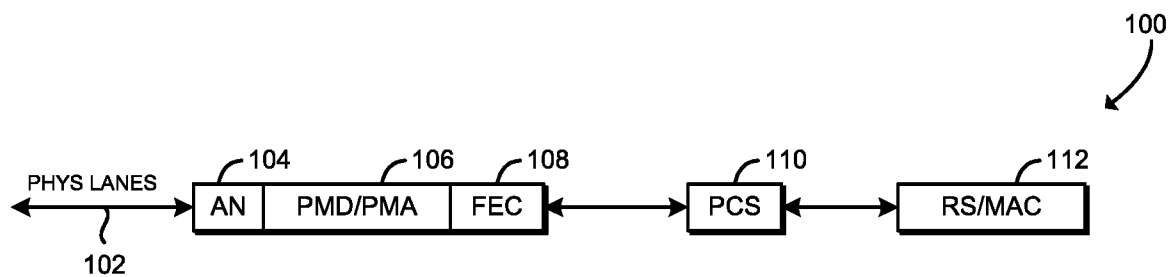 100
104 106 108 110 112
PHYS LANES
AN PMD/PMA FEC PCS RS/MAC
102